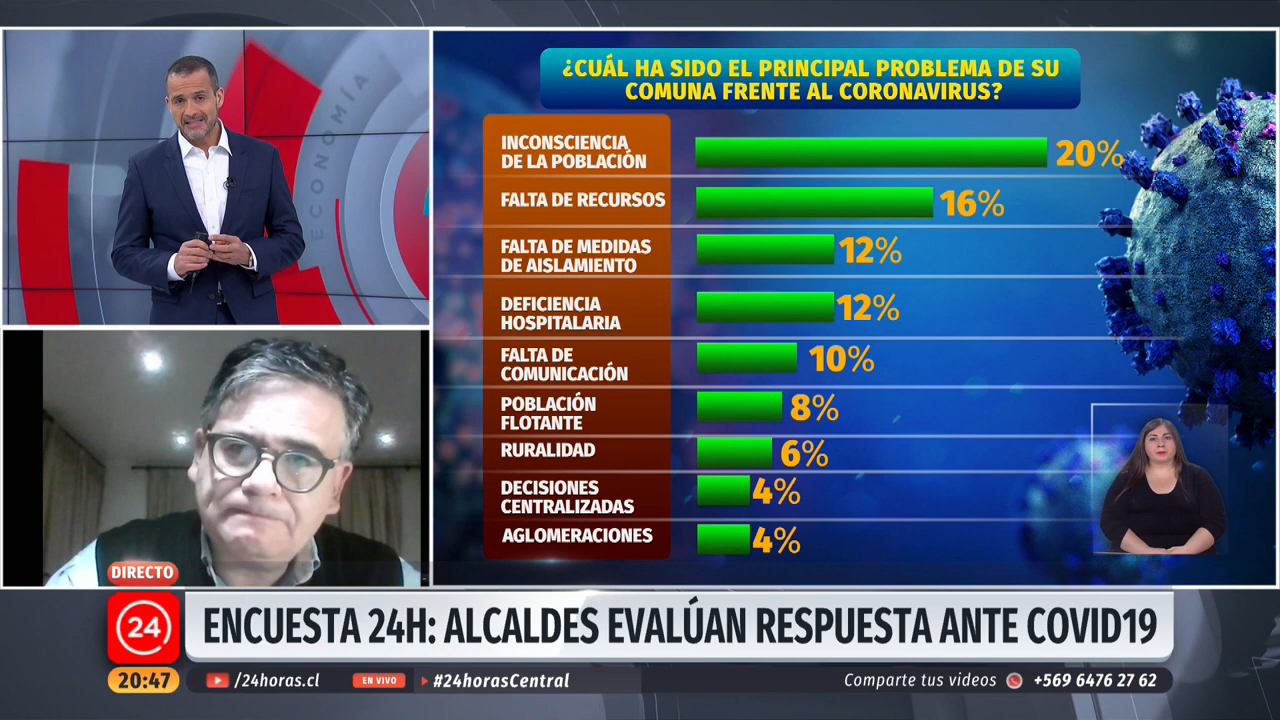 ECONOMÍA
¿CUÁL HA SIDO EL PRINCIPAL PROBLEMA DE SU
COMUNA FRENTE AL CORONAVIRUS?
INCONSCIENCIA
DE LA POBLACIÓN
20%
FALTA DE RECURSOS
16%
FALTA DE MEDIDAS
DE AISLAMIENTO
12%
DEFICIENCIA
HOSPITALARIA
12%
FALTA DE
COMUNICACIÓN
10%
POBLACIÓN
FLOTANTE
8%
RURALIDAD
6%
DECISIONES
CENTRALIZADAS
4%
AGLOMERACIONES
4%
DIRECTO
24
ENCUESTA 24H: ALCALDES EVALÚAN RESPUESTA ANTE COVID19
20:47
/24horas.cl
EN VIVO
#24horasCentral
Comparte tus videos
+569 6476 27 62